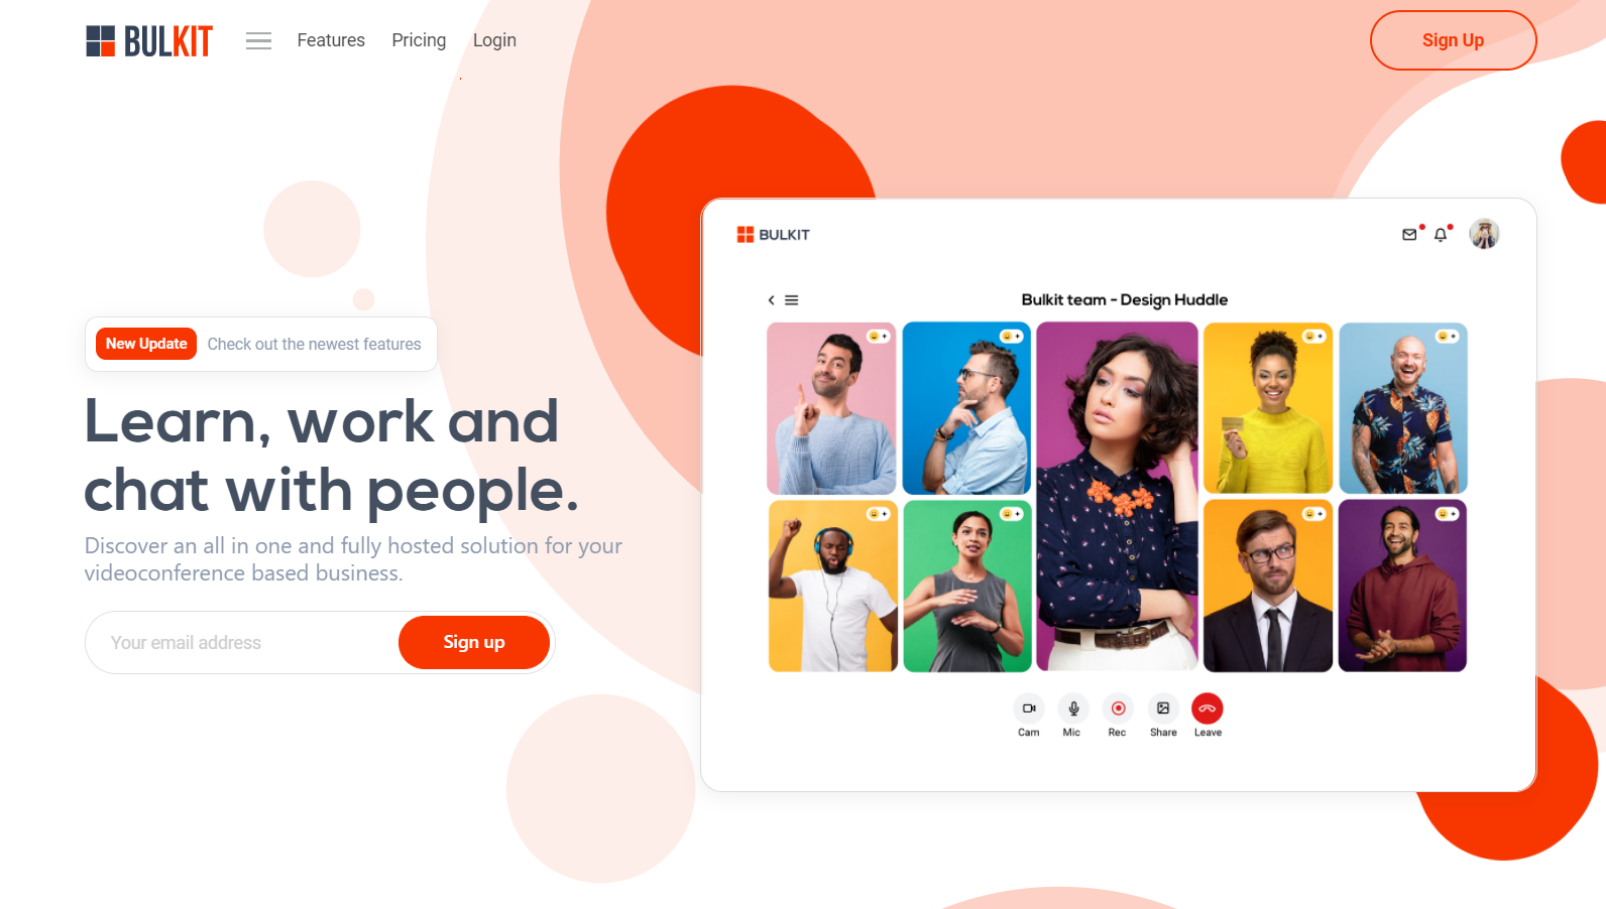 BULKIT
Features
Pricing
Login
Sign Up
BULKIT
Bulkit team - Design Huddle
New Update
Check out the newest features
Learn, work and
chat with people.
Discover an all in one and fully hosted solution for your
videoconference based business.
Your email address
Sign up
Cam
Mic
Rec
Share
Leave